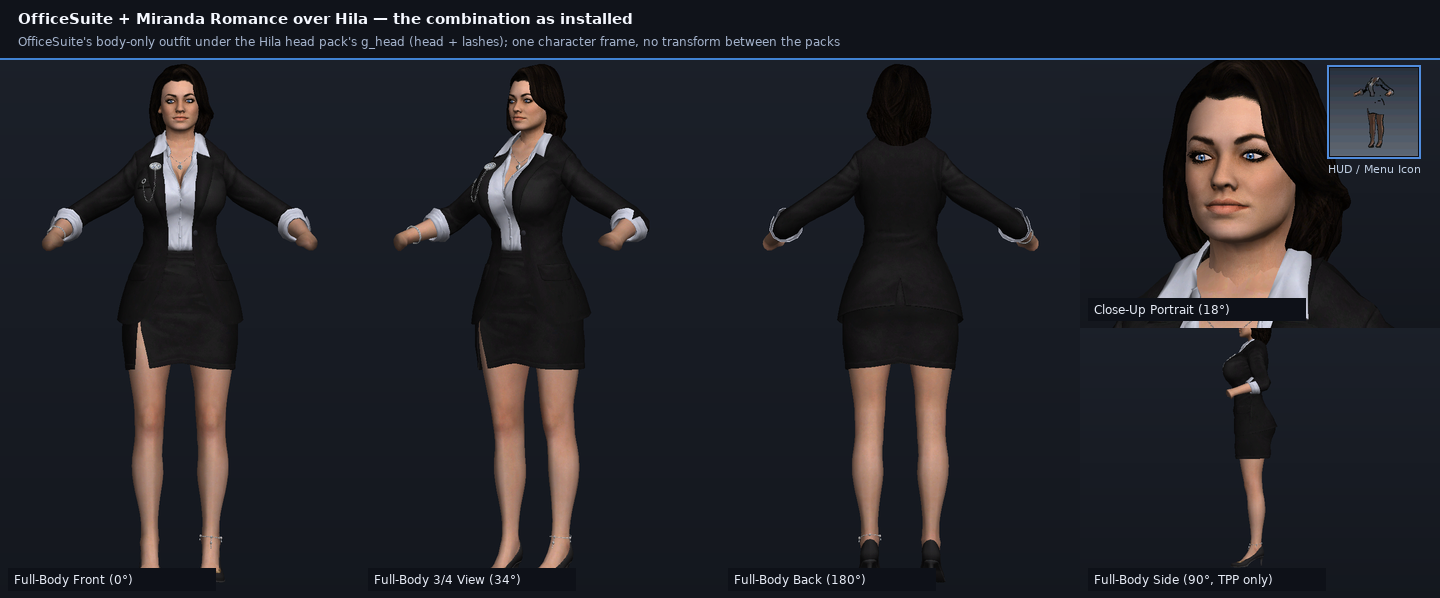 OfficeSuite + Miranda Romance over Hila — the combination as installed
OfficeSuite's body-only outfit under the Hila head pack's g_head (head + lashes); one character frame, no transform between the packs
HUD / Menu Icon
Close-Up Portrait (18°)
Full-Body Front (0°)
Full-Body 3/4 View (34°)
Full-Body Back (180°)
Full-Body Side (90°, TPP only)